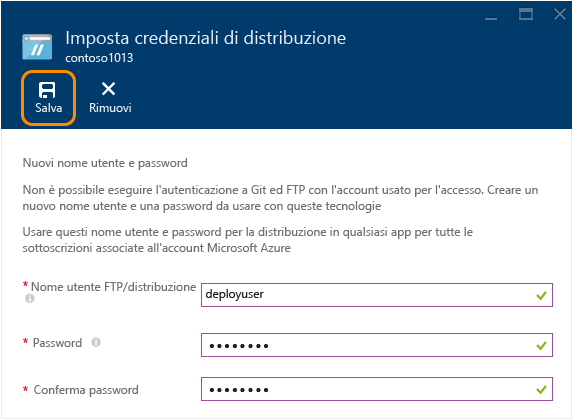 Imposta credenziali di distribuzione
contoso1013
Salva
Rimuovi
Nuovi nome utente e password
Non è possibile eseguire l'autenticazione a Git ed FTP con l'account usato per l'accesso. Creare un
nuovo nome utente e una password da usare con queste tecnologie
Usare questi nome utente e password per la distribuzione in qualsiasi app per tutte le
sottoscrizioni associate all'account Microsoft Azure
* Nome utente FTP/distribuzione
deployuser
* Password
••••••••
* Conferma password
••••••••